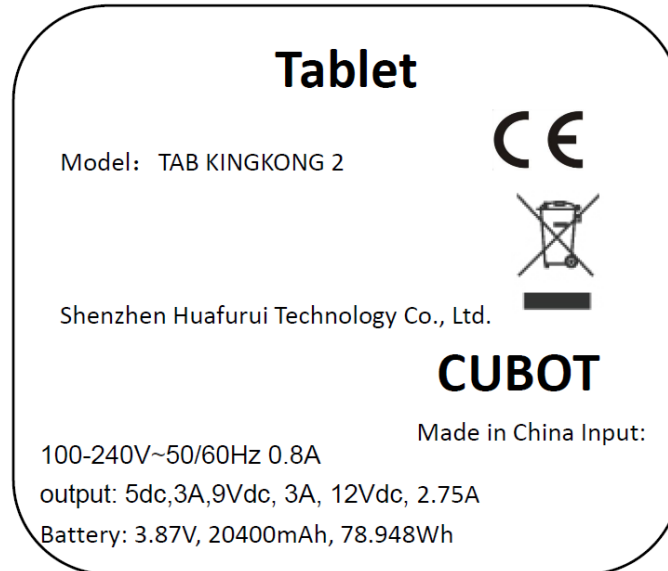 Tablet
CE
Model：TAB KINGKONG 2
Shenzhen Huafurui Technology Co., Ltd.
CUBOT
Made in China Input:
100-240V~50/60Hz 0.8A
output: 5dc,3A,9Vdc, 3A, 12Vdc, 2.75A
Battery: 3.87V, 20400mAh, 78.948Wh